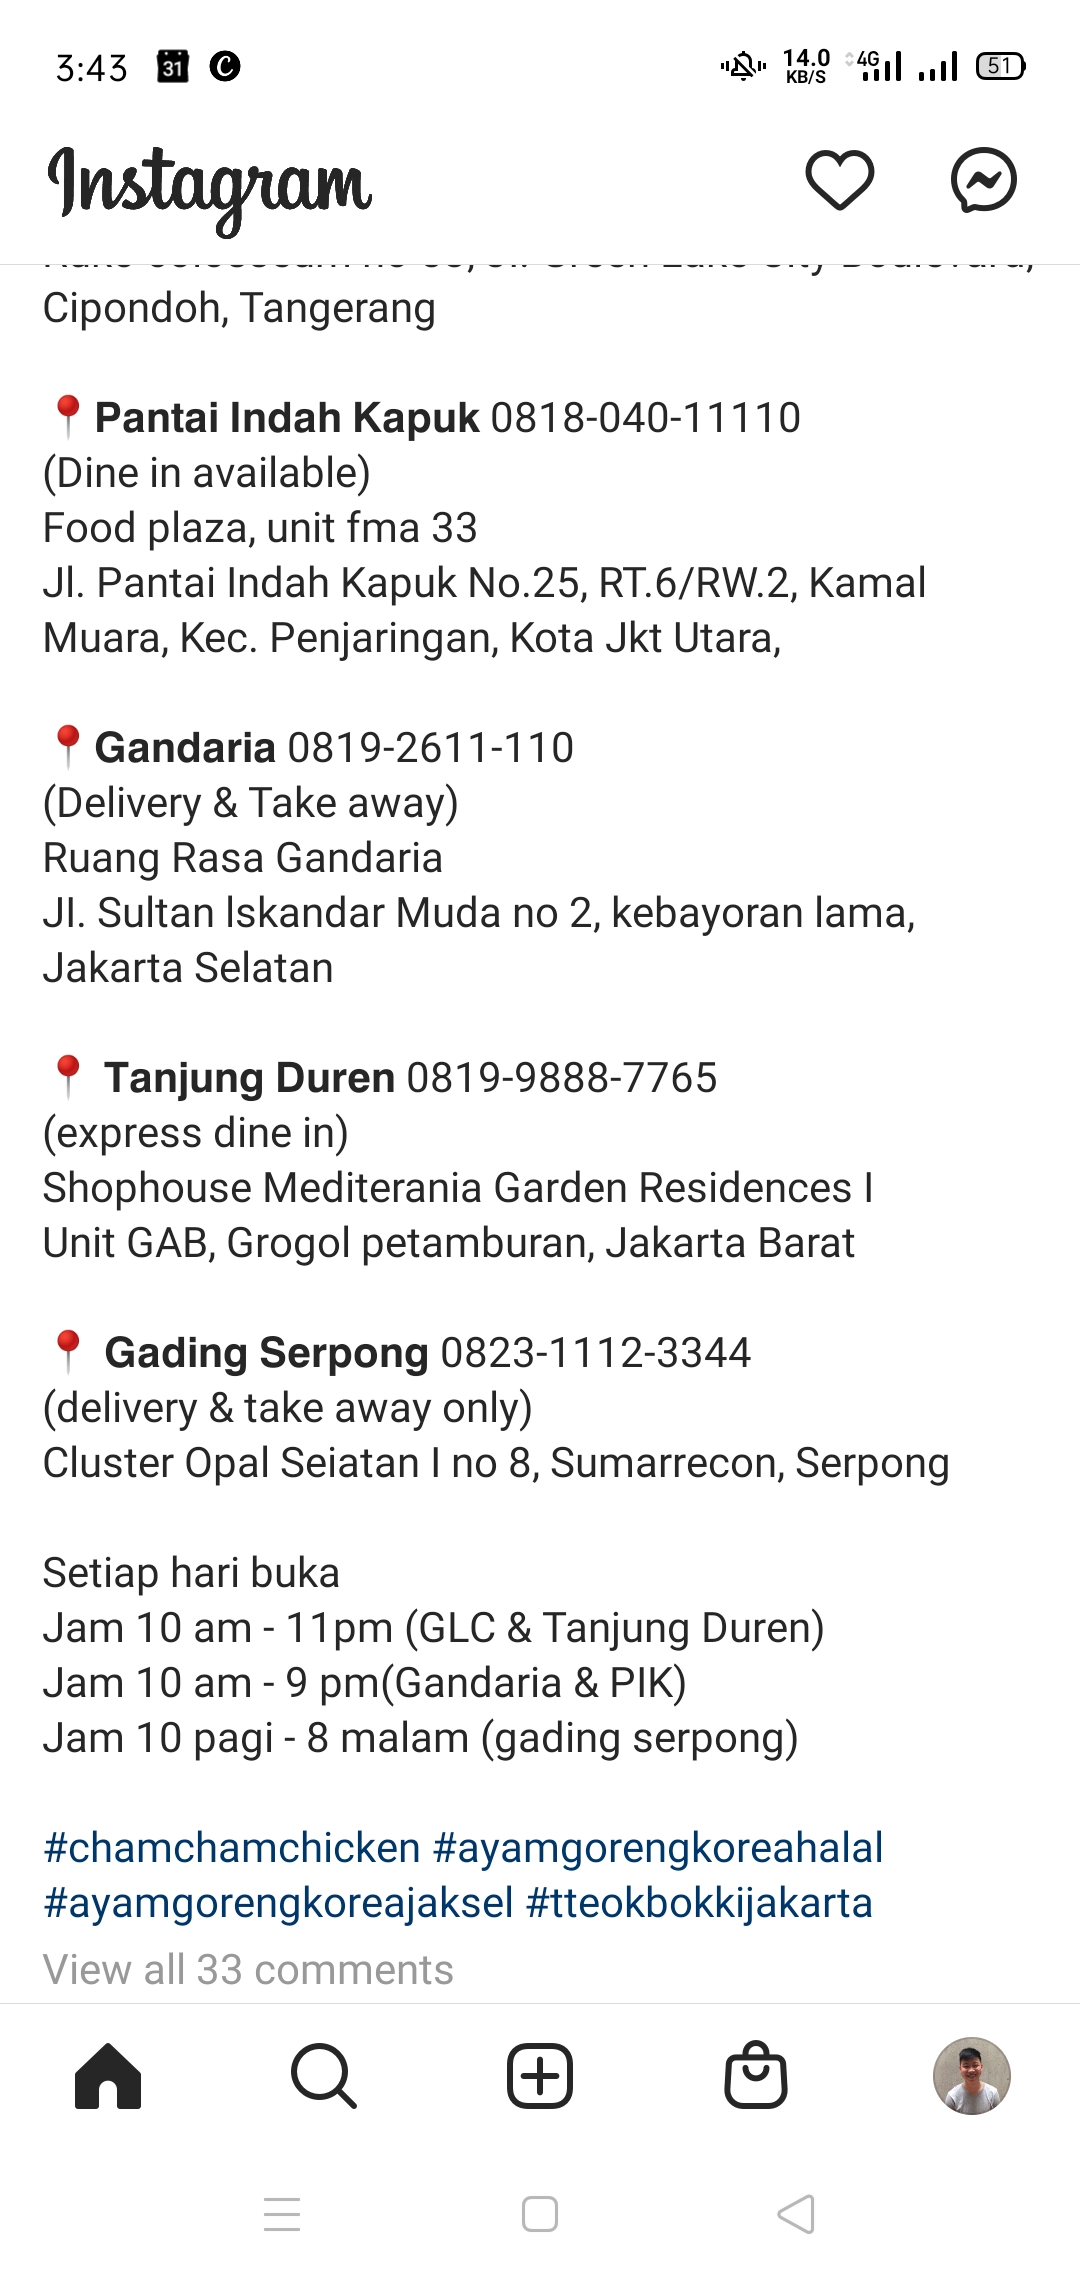 3:43
31
14.0
KB/S
4G
51
Instagram
Cipondoh, Tangerang
📍Pantai Indah Kapuk 0818-040-11110
(Dine in available)
Food plaza, unit fma 33
Jl. Pantai Indah Kapuk No.25, RT.6/RW.2, Kamal
Muara, Kec. Penjaringan, Kota Jkt Utara,
📍Gandaria 0819-2611-110
(Delivery & Take away)
Ruang Rasa Gandaria
JI. Sultan lskandar Muda no 2, kebayoran lama,
Jakarta Selatan
📍 Tanjung Duren 0819-9888-7765
(express dine in)
Shophouse Mediterania Garden Residences I
Unit GAB, Grogol petamburan, Jakarta Barat
📍 Gading Serpong 0823-1112-3344
(delivery & take away only)
Cluster Opal Seiatan I no 8, Sumarrecon, Serpong
Setiap hari buka
Jam 10 am - 11pm (GLC & Tanjung Duren)
Jam 10 am - 9 pm(Gandaria & PIK)
Jam 10 pagi - 8 malam (gading serpong)
#chamchamchicken #ayamgorengkoreahalal
#ayamgorengkoreajaksel #tteokbokkijakarta
View all 33 comments